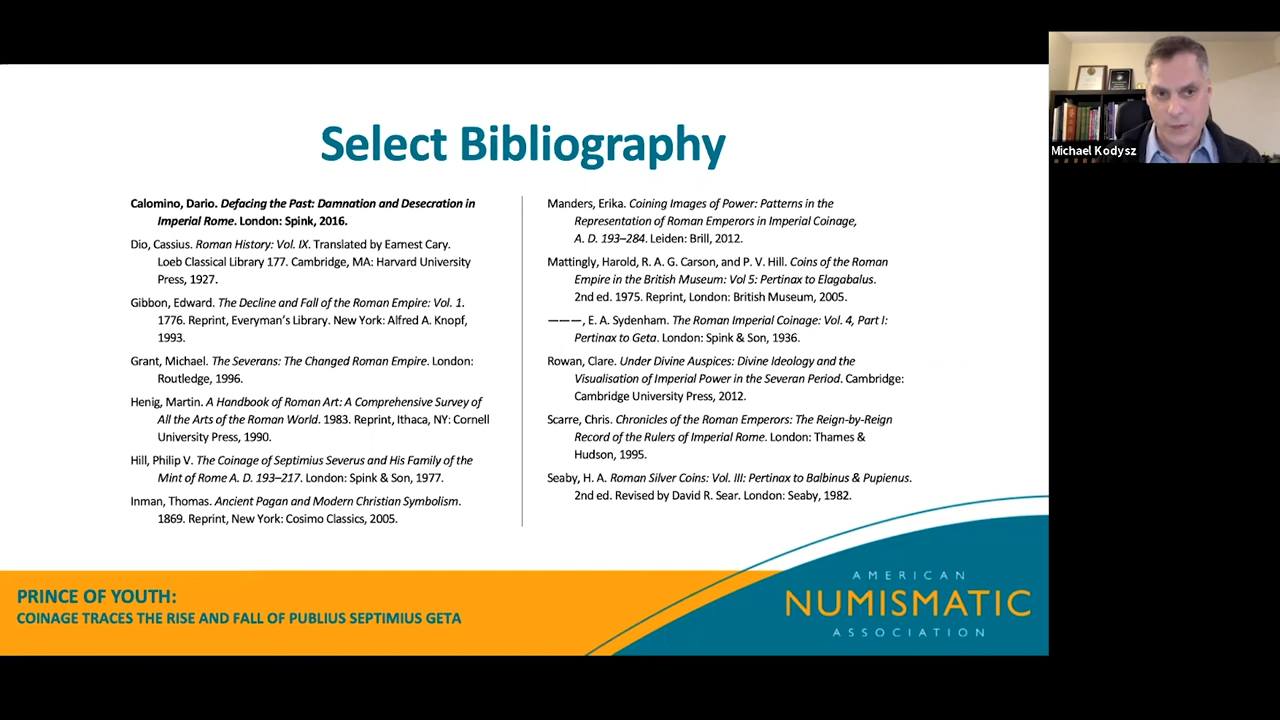 Select Bibliography
Calomino, Dario. Defacing the Past: Damnation and Desecration in
Imperial Rome. London: Spink, 2016.
Dio, Cassius. Roman History: Vol. IX. Translated by Earnest Cary.
Loeb Classical Library 177. Cambridge, MA: Harvard University
Press, 1927.
Gibbon, Edward. The Decline and Fall of the Roman Empire: Vol. 1.
1776. Reprint, Everyman's Library. New York: Alfred A. Knopf,
1993.
Grant, Michael. The Severans: The Changed Roman Empire. London:
Routledge, 1996.
Henig, Martin. A Handbook of Roman Art: A Comprehensive Survey of
All the Arts of the Roman World. 1983. Reprint, Ithaca, NY: Cornell
University Press, 1990.
Hill, Philip V. The Coinage of Septimius Severus and His Family of the
Mint of Rome A. D. 193–217. London: Spink & Son, 1977.
Inman, Thomas. Ancient Pagan and Modern Christian Symbolism.
1869. Reprint, New York: Cosimo Classics, 2005.
Manders, Erika. Coining Images of Power: Patterns in the
Representation of Roman Emperors in Imperial Coinage,
A. D. 193–284. Leiden: Brill, 2012.
Mattingly, Harold, R. A. G. Carson, and P. V. Hill. Coins of the Roman
Empire in the British Museum: Vol 5: Pertinax to Elagabalus.
2nd ed. 1975. Reprint, London: British Museum, 2005.
———, E. A. Sydenham. The Roman Imperial Coinage: Vol. 4, Part I:
Pertinax to Geta. London: Spink & Son, 1936.
Rowan, Clare. Under Divine Auspices: Divine Ideology and the
Visualisation of Imperial Power in the Severan Period. Cambridge:
Cambridge University Press, 2012.
Scarre, Chris. Chronicles of the Roman Emperors: The Reign-by-Reign
Record of the Rulers of Imperial Rome. London: Thames &
Hudson, 1995.
Seaby, H. A. Roman Silver Coins: Vol. III: Pertinax to Balbinus & Pupienus.
2nd ed. Revised by David R. Sear. London: Seaby, 1982.
PRINCE OF YOUTH:
COINAGE TRACES THE RISE AND FALL OF PUBLIUS SEPTIMIUS GETA
AMERICAN
NUMISMATIC
ASSOCIATION
Michael Kodysz